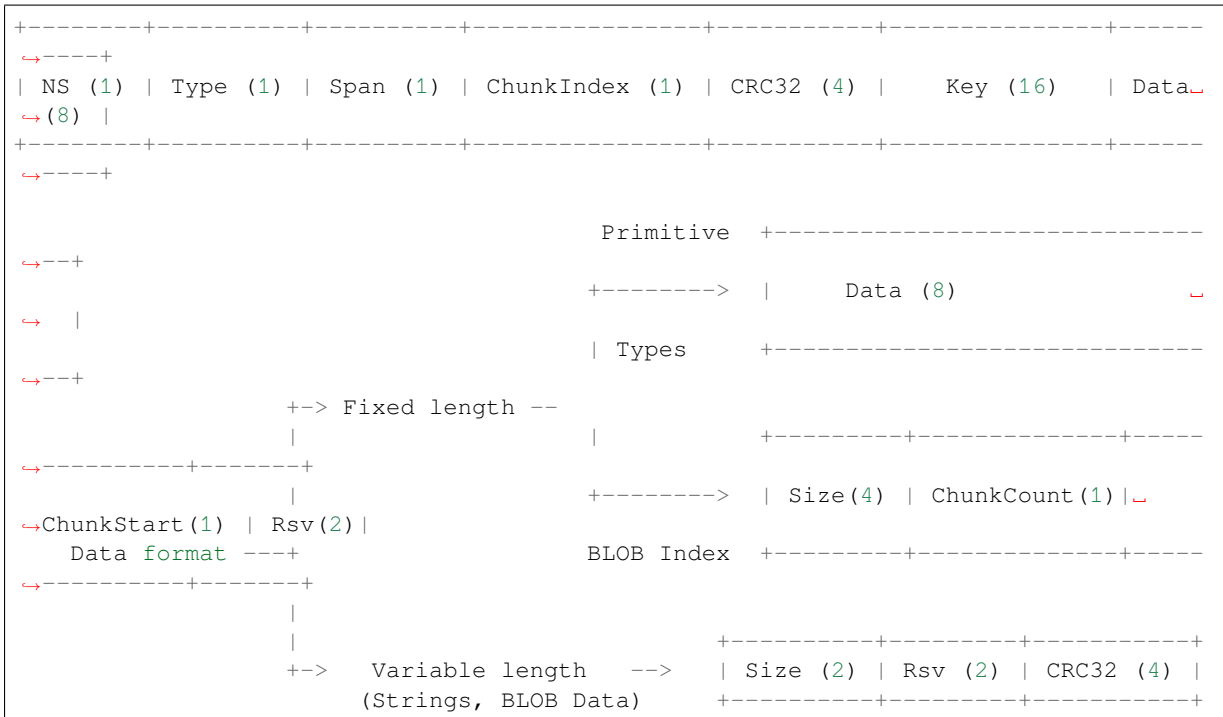 +--------+----------+----------+---------------+-----------+---------------+------
↪----+
| NS (1) | Type (1) | Span (1) | ChunkIndex (1) | CRC32 (4) |    Key (16)    | Data␣
↪(8) |
+--------+----------+----------+---------------+-----------+---------------+------
↪----+
Primitive  +------------------------------
↪--+
+-------->  |     Data (8)                 ␣
↪  |
| Types     +------------------------------
↪--+
+-> Fixed length --
|                    |           +---------+--------------+-----
↪----------+-------+
|                    +-------->  | Size(4) | ChunkCount(1)|␣
↪ChunkStart(1) | Rsv(2)|
Data format ---+                    BLOB Index  +---------+--------------+-----
↪----------+-------+
|
|                             +----------+---------+-----------+
+->   Variable length   -->   | Size (2) | Rsv (2) | CRC32 (4) |
(Strings, BLOB Data)     +----------+---------+-----------+